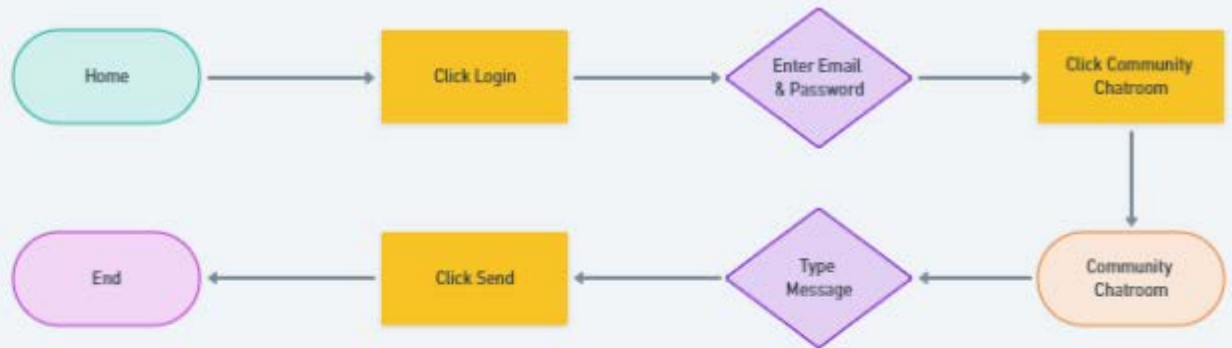 Home
Click Login
Enter Email
& Password
Click Community
Chatroom
Community
Chatroom
Type
Message
Click Send
End